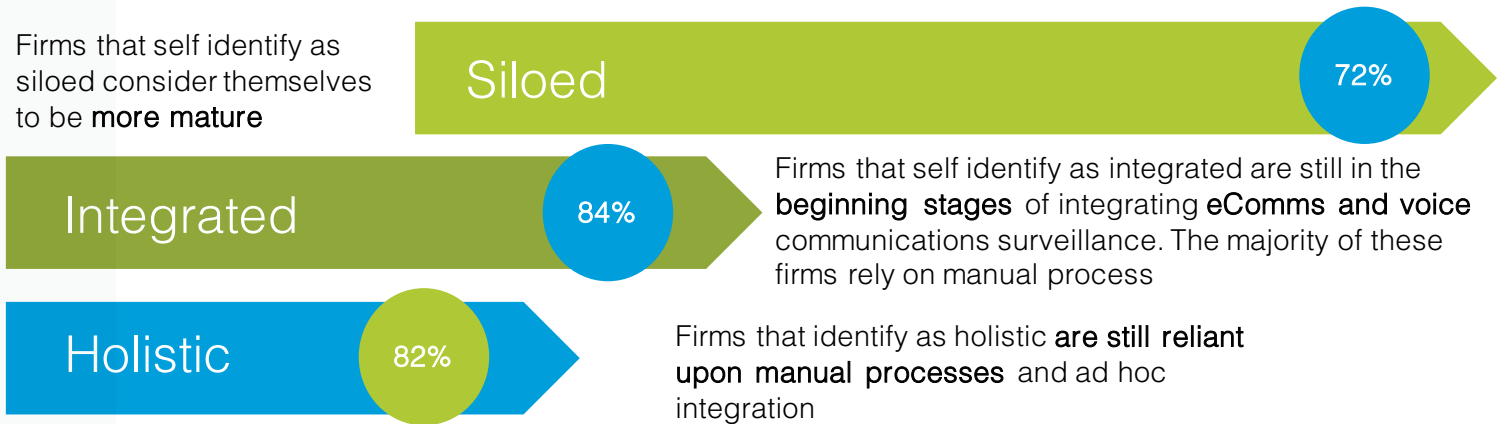 Firms that self identify as
siloed consider themselves
to be more mature
Siloed
72%
Integrated
84%
Firms that self identify as integrated are still in the
beginning stages of integrating eComms and voice
communications surveillance. The majority of these
firms rely on manual process
Holistic
82%
Firms that identify as holistic are still reliant
upon manual processes and ad hoc
integration